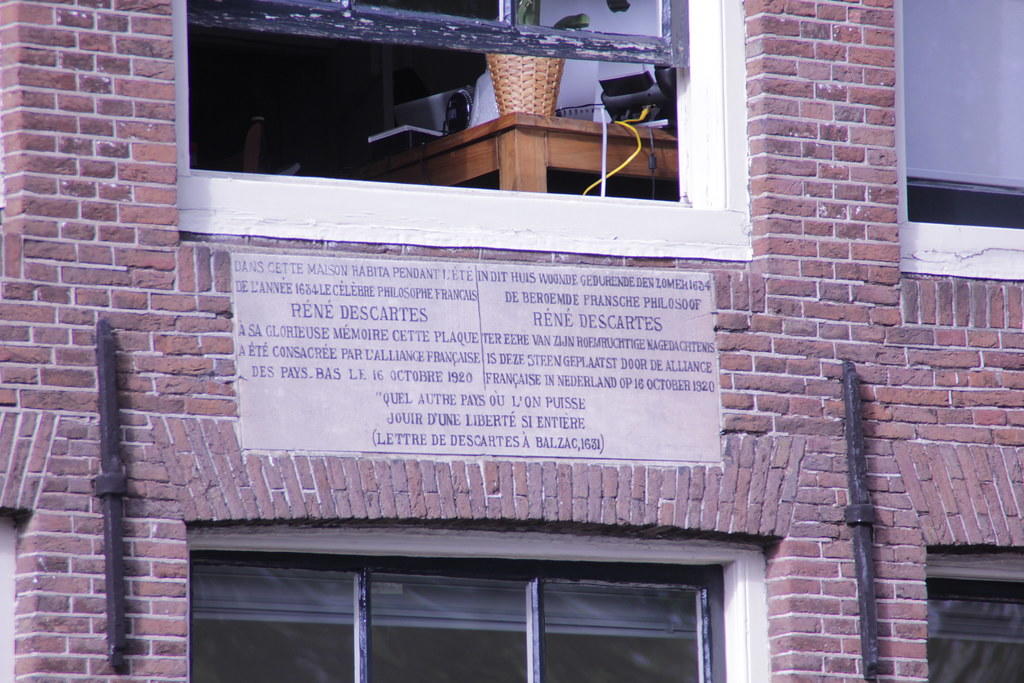 DANS CETTE MAISON HABITA PENDANT L'ÉTÉ
DE L'ANNÉE 1634 LE CÉLÈBRE PHILOSOPHE FRANÇAIS
RÉNÉ DESCARTES
À SA GLORIEUSE MÉMOIRE CETTE PLAQUE
A ÉTÉ CONSACRÉE PAR L'ALLIANCE FRANÇAISE
DES PAYS-BAS LE 16 OCTOBRE 1920
IN DIT HUIS WOONDE GEDURENDE DEN ZOMER 1634
DE BEROEMDE FRANSCHE PHILOSOOF
RÉNÉ DESCARTES
TER EERE VAN ZIJN ROEMRUCHTIGE NAGEDACHTENIS
IS DEZE STEEN GEPLAATST DOOR DE ALLIANCE
FRANÇAISE IN NEDERLAND OP 16 OCTOBER 1920
"QUEL AUTRE PAYS OÙ L'ON PUISSE
JOUIR D'UNE LIBERTÉ SI ENTIÈRE
(LETTRE DE DESCARTES À BALZAC, 1631)